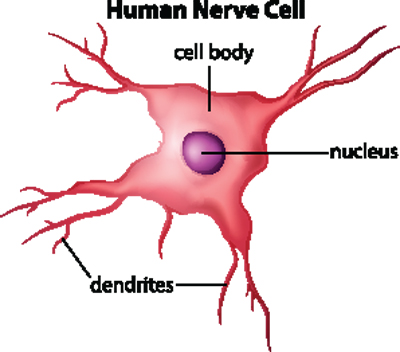 Human Nerve Cell
cell body
nucleus
dendrites